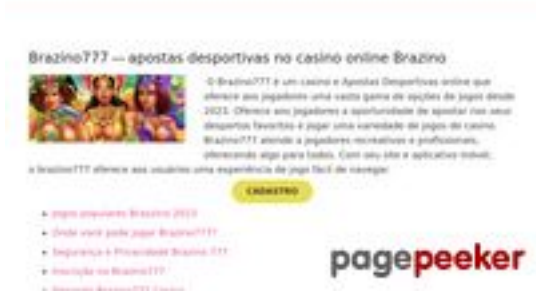 Brazino777 — apostas desportivas no casino online Brazino
O Brazino777 é um casino e Apostas Desportivas online que
oferece aos jogadores uma vasta gama de opções de jogos desde
2023. Oferece aos jogadores a oportunidade de apostar nos seus
desportos favoritos e jogar uma variedade de jogos de casino.
Brazino777 atende a jogadores recreativos e profissionais,
oferecendo algo para todos. Com seu site e aplicativo móvel,
o brazino777 oferece aos usuários uma experiência de jogo fácil de navegar.
CADASTRO
Jogos populares Brazzino 2023
Onde você pode jogar Brazino777?
Segurança e Privacidade Brazino 777
Inscrição no Brazino777
Brazino777
pagepeeker